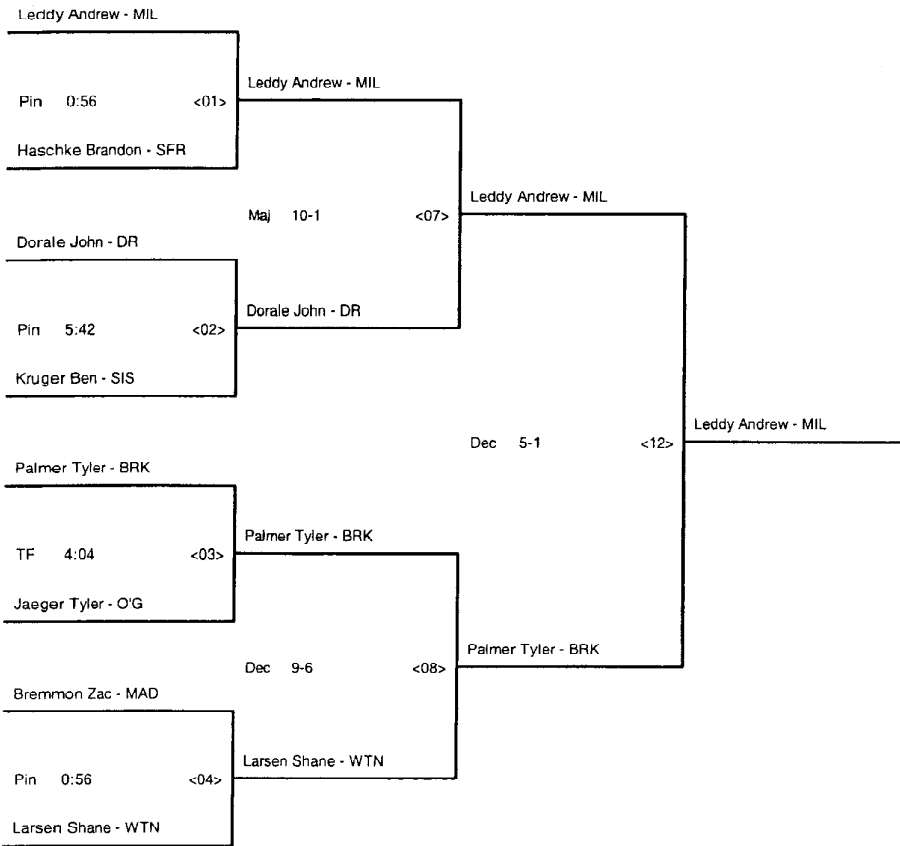 Leddy Andrew - MIL
Leddy Andrew - MIL
Pin 0:56 <01>
Haschke Brandon - SFR
Leddy Andrew - MIL
Maj 10-1 <07>
Dorale John - DR
Dorale John - DR
Pin 5:42 <02>
Kruger Ben - SIS
Leddy Andrew - MIL
Dec 5-1 <12>
Palmer Tyler - BRK
Palmer Tyler - BRK
TF 4:04 <03>
Jaeger Tyler - O'G
Palmer Tyler - BRK
Dec 9-6 <08>
Bremmon Zac - MAD
Larsen Shane - WTN
Pin 0:56 <04>
Larsen Shane - WTN